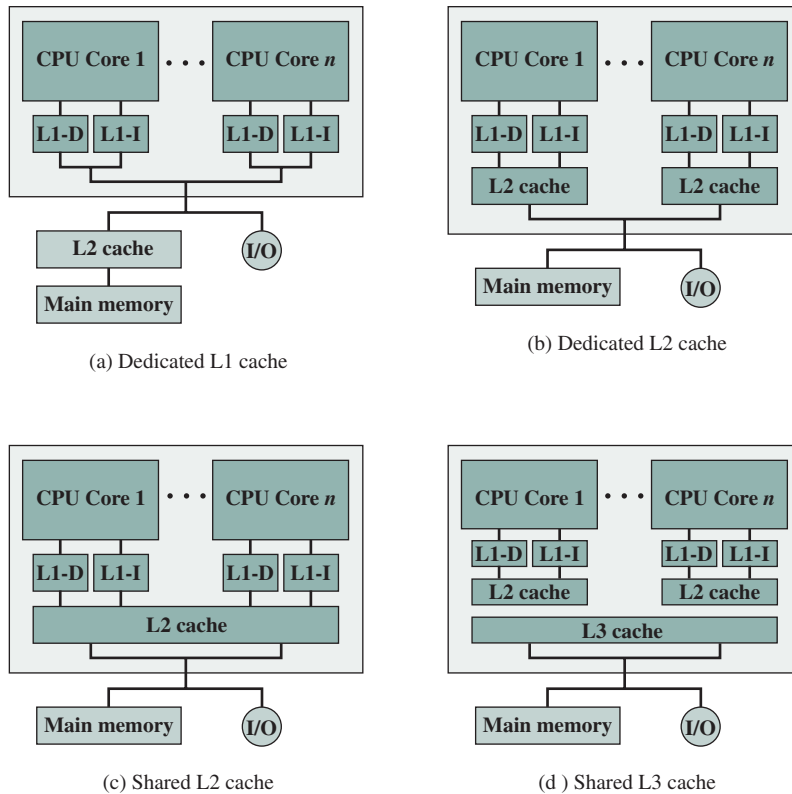 CPU Core 1 • • • CPU Core n
L1-D L1-I L1-D L1-I
L2 cache I/O
Main memory
(a) Dedicated L1 cache
CPU Core 1 • • • CPU Core n
L1-D L1-I L1-D L1-I
L2 cache L2 cache
Main memory I/O
(b) Dedicated L2 cache
CPU Core 1 • • • CPU Core n
L1-D L1-I L1-D L1-I
L2 cache
Main memory I/O
(c) Shared L2 cache
CPU Core 1 • • • CPU Core n
L1-D L1-I L1-D L1-I
L2 cache L2 cache
L3 cache
Main memory I/O
(d ) Shared L3 cache